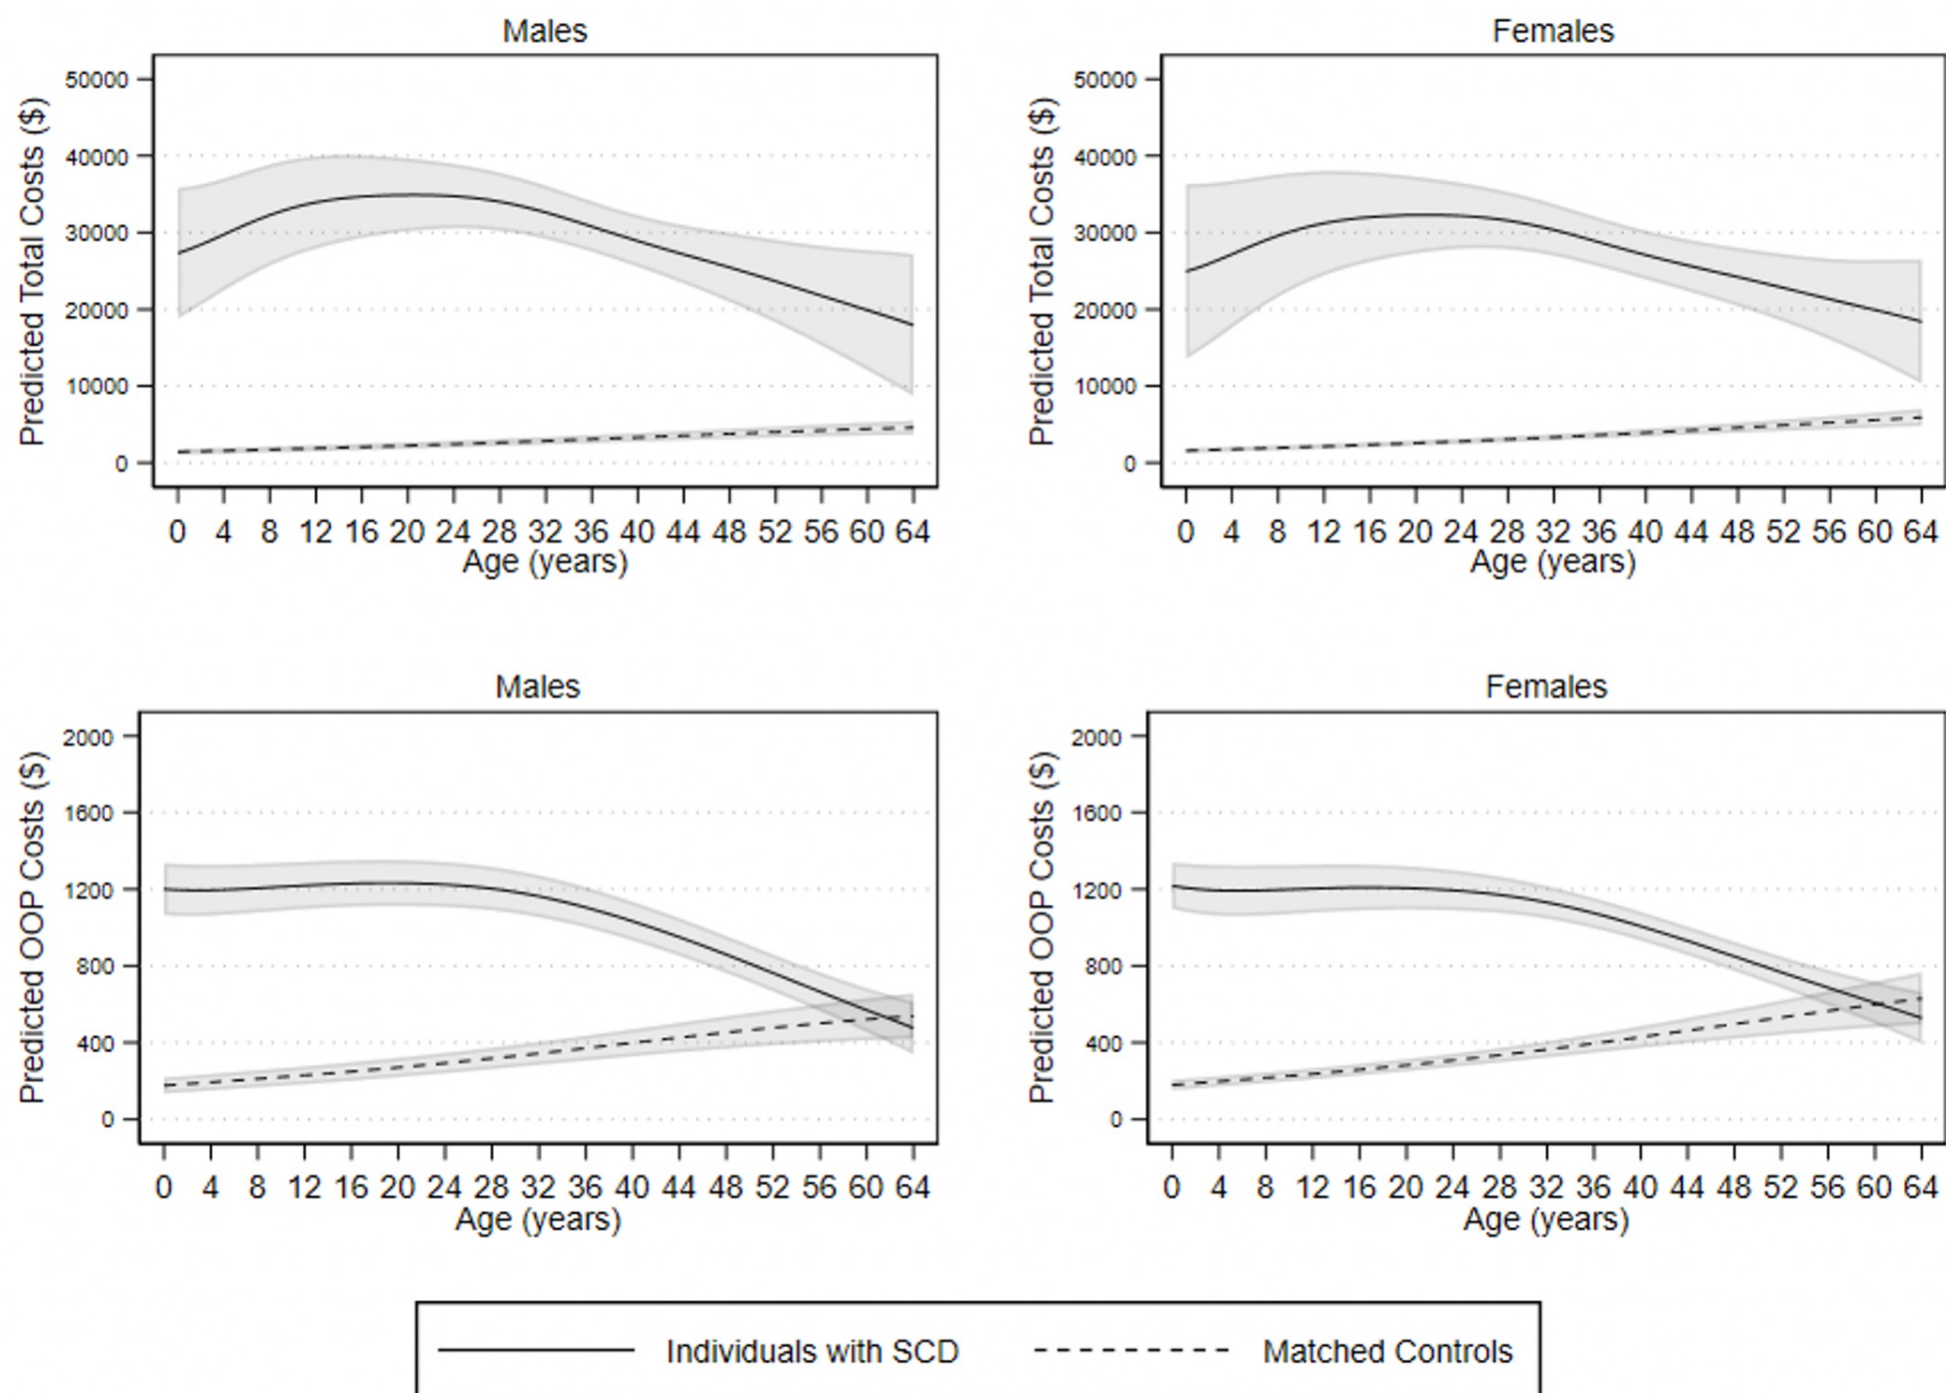 Males
Predicted Total Costs ($)
50000
40000
30000
20000
10000
0
0 4 8 12 16 20 24 28 32 36 40 44 48 52 56 60 64
Age (years)
Females
Predicted Total Costs ($)
50000
40000
30000
20000
10000
0
0 4 8 12 16 20 24 28 32 36 40 44 48 52 56 60 64
Age (years)
Males
Predicted OOP Costs ($)
2000
1600
1200
800
400
0
0 4 8 12 16 20 24 28 32 36 40 44 48 52 56 60 64
Age (years)
Females
Predicted OOP Costs ($)
2000
1600
1200
800
400
0
0 4 8 12 16 20 24 28 32 36 40 44 48 52 56 60 64
Age (years)
Individuals with SCD
Matched Controls